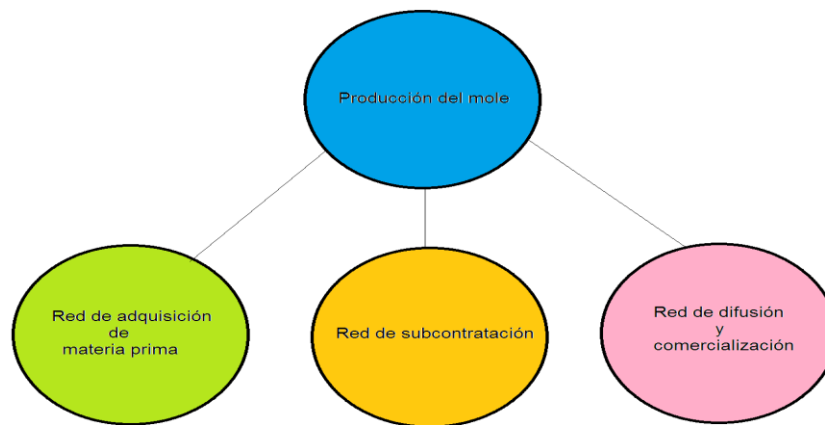 Producción del mole
Red de adquisición
de
materia prima
Red de subcontratación
Red de difusión
y
comercialización